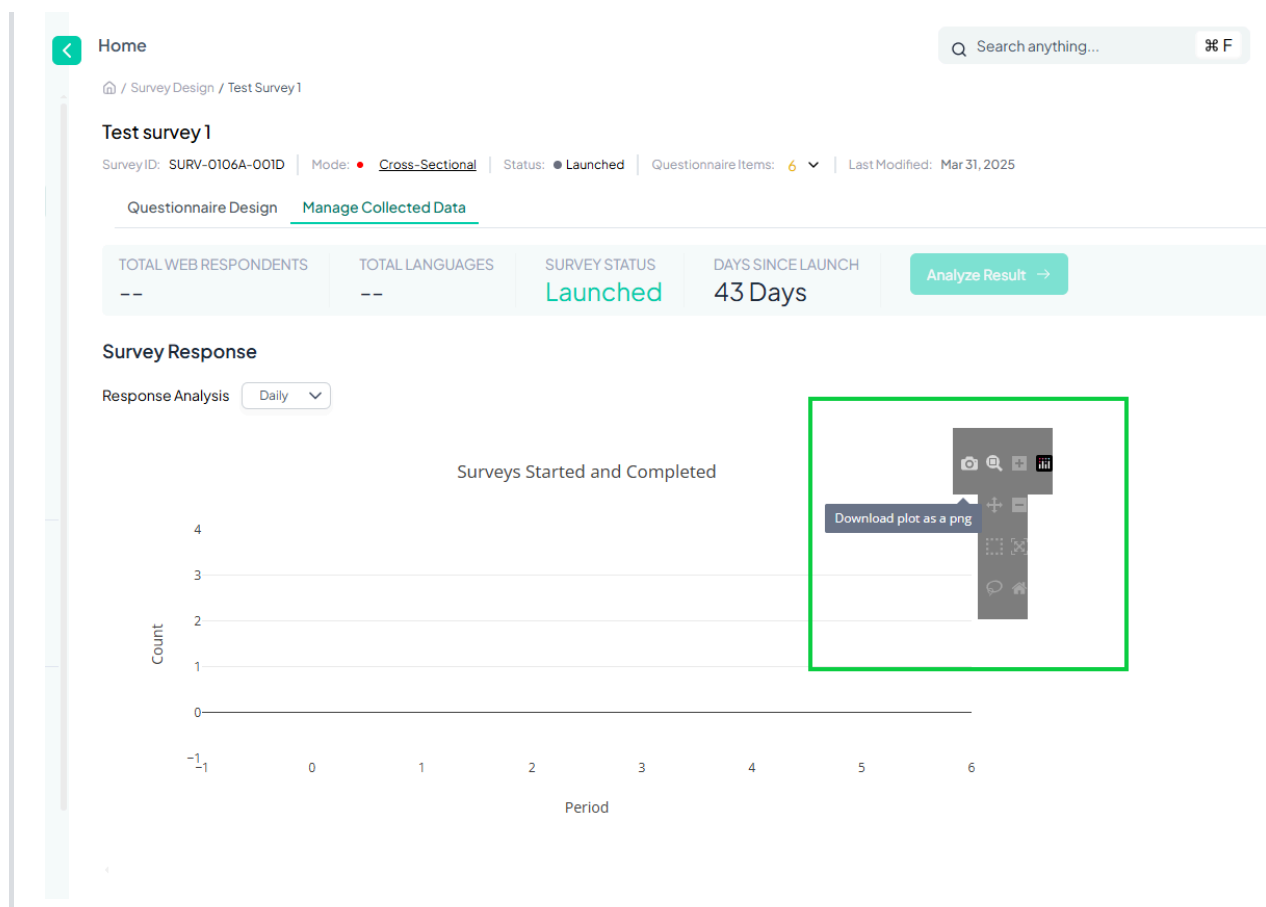 Home
Search anything...
⌘ F
/ Survey Design / Test Survey 1
Test survey 1
Survey ID: SURV-0106A-001D Mode: Cross-Sectional Status: Launched Questionnaire Items: 6 Last Modified: Mar 31, 2025
Questionnaire Design Manage Collected Data
TOTAL WEB RESPONDENTS TOTAL LANGUAGES SURVEY STATUS DAYS SINCE LAUNCH
-- -- Launched 43 Days
Analyze Result →
Survey Response
Response Analysis Daily
Surveys Started and Completed
Download plot as a png
4
3
2
1
0
−1
Count
−1 0 1 2 3 4 5 6
Period